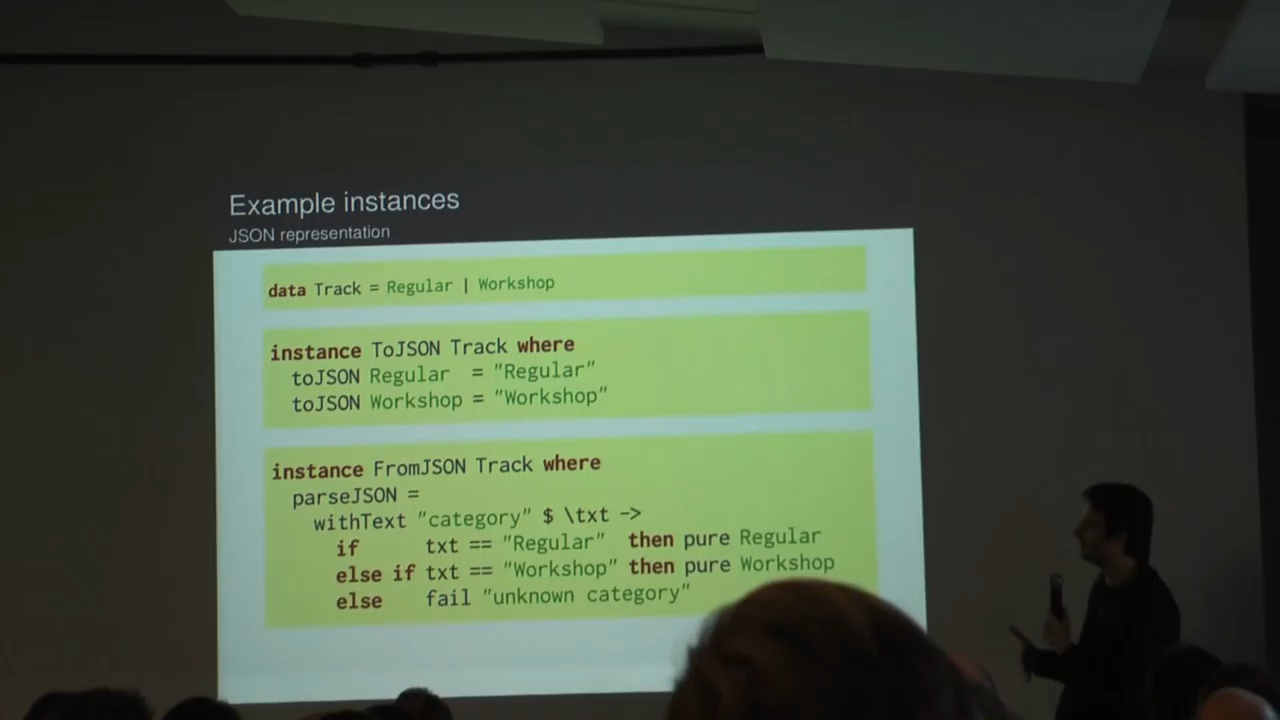 Example instances
JSON representation
data Track = Regular | Workshop
instance ToJSON Track where
toJSON Regular = "Regular"
toJSON Workshop = "Workshop"
instance FromJSON Track where
parseJSON =
withText "category" $ \txt ->
if txt == "Regular" then pure Regular
else if txt == "Workshop" then pure Workshop
else fail "unknown category"